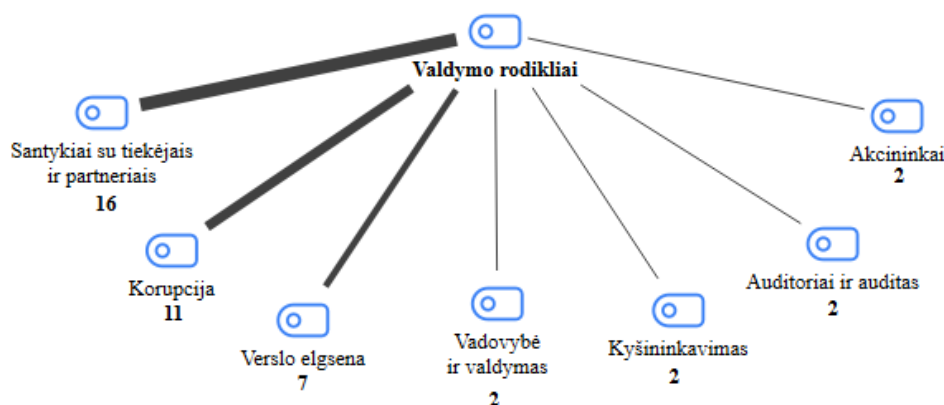 Valdymo rodikliai
Santykiai su tiekėjais
ir partneriais
16
Korupcija
11
Verslo elgsena
7
Vadovybė
ir valdymas
2
Kyšininkavimas
2
Auditoriai ir auditas
2
Akcininkai
2